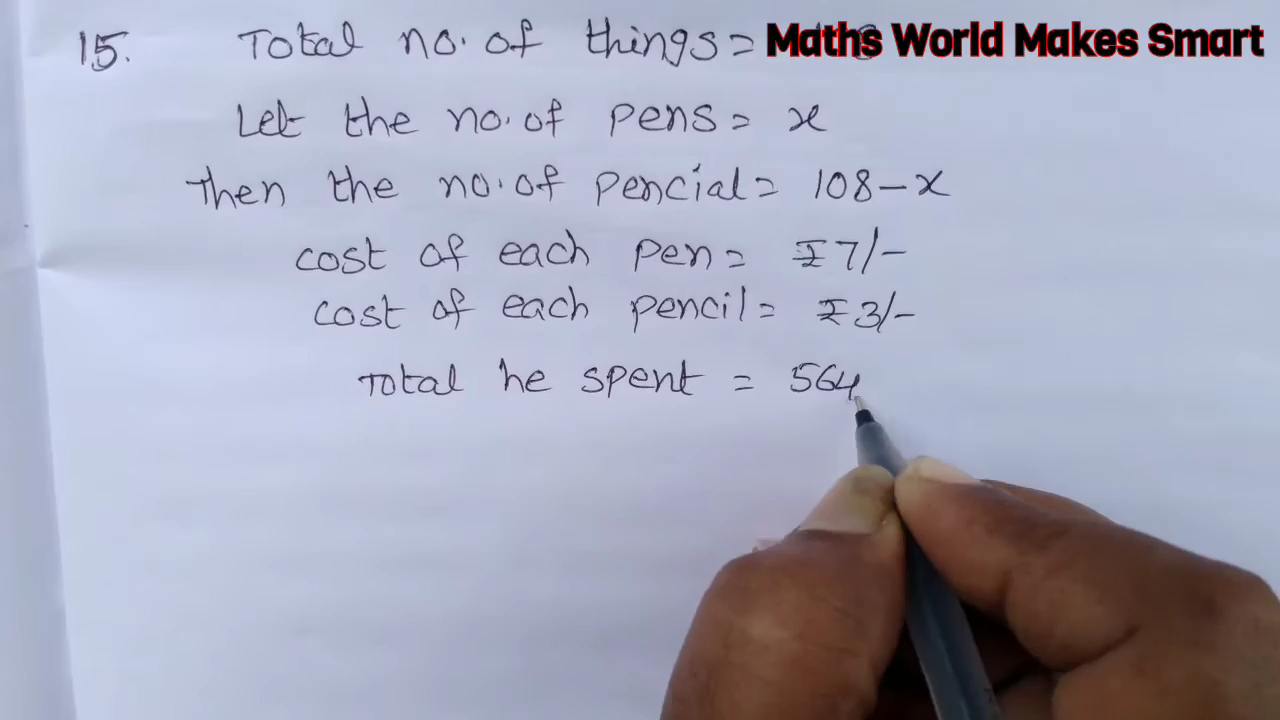 15. Total no. of things = Maths World Makes Smart
Let the no. of pens = x
Then the no. of pencial = 108 - x
cost of each pen = ₹7/-
cost of each pencil = ₹3/-
Total he spent = 564